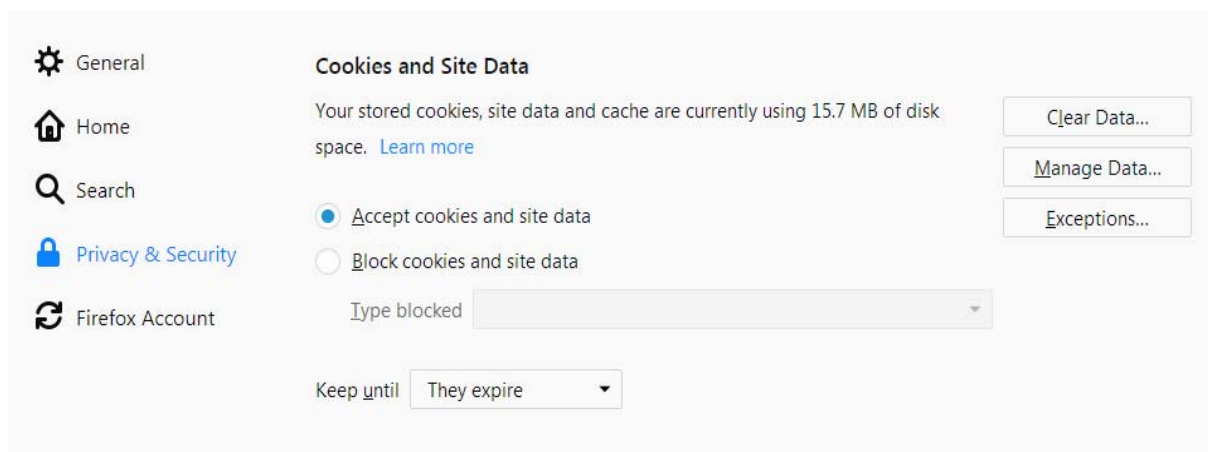 General
Home
Search
Privacy & Security
Firefox Account
Cookies and Site Data
Your stored cookies, site data and cache are currently using 15.7 MB of disk
space. Learn more
Accept cookies and site data
Block cookies and site data
Type blocked
Keep until They expire
Clear Data...
Manage Data...
Exceptions...